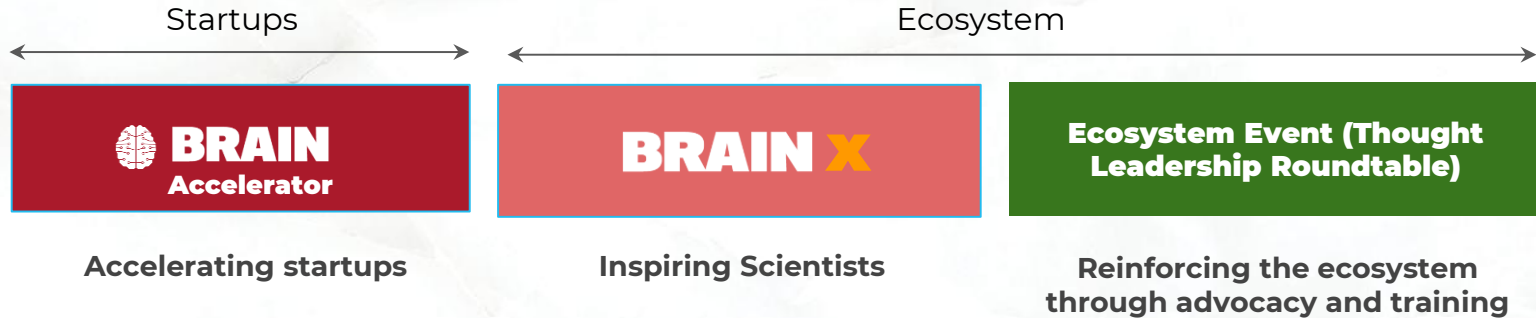 Startups
Ecosystem
BRAIN
Accelerator
BRAIN X
Ecosystem Event (Thought
Leadership Roundtable)
Accelerating startups
Inspiring Scientists
Reinforcing the ecosystem
through advocacy and training